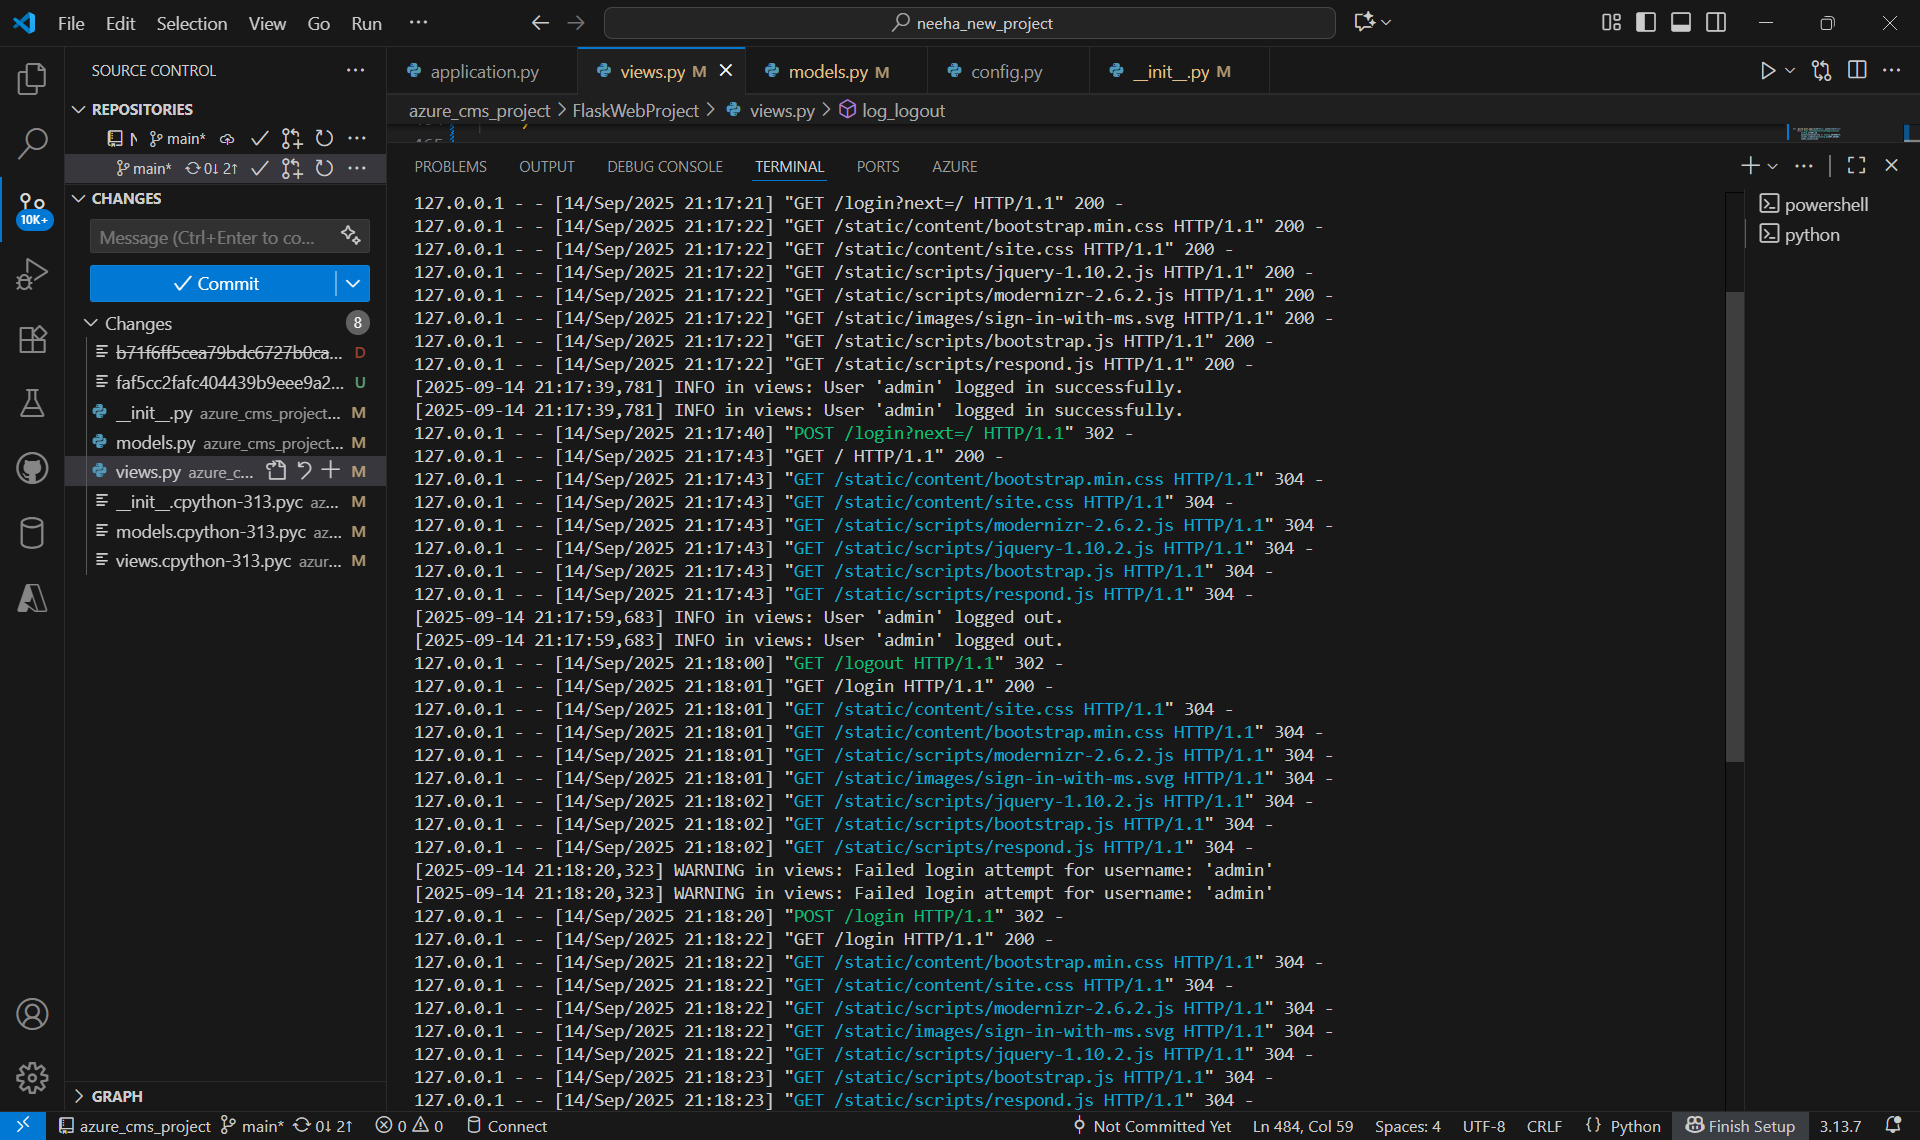 File Edit Selection View Go Run ···
neeha_new_project
SOURCE CONTROL
REPOSITORIES
N main*
main* 0↓ 2↑
CHANGES
Message (Ctrl+Enter to co...
Commit
Changes 8
b71f6ff5cea79bdc6727b0ca... D
faf5cc2fafc404439b9eee9a2... U
__init__.py azure_cms_project... M
models.py azure_cms_project... M
views.py azure_c... M
__init__.cpython-313.pyc az... M
models.cpython-313.pyc az... M
views.cpython-313.pyc azur... M
GRAPH
10K+
application.py views.py M models.py M config.py __init__.py M
azure_cms_project > FlaskWebProject > views.py > log_logout
465
PROBLEMS OUTPUT DEBUG CONSOLE TERMINAL PORTS AZURE
powershell
python
127.0.0.1 - - [14/Sep/2025 21:17:21] "GET /login?next=/ HTTP/1.1" 200 -
127.0.0.1 - - [14/Sep/2025 21:17:22] "GET /static/content/bootstrap.min.css HTTP/1.1" 200 -
127.0.0.1 - - [14/Sep/2025 21:17:22] "GET /static/content/site.css HTTP/1.1" 200 -
127.0.0.1 - - [14/Sep/2025 21:17:22] "GET /static/scripts/jquery-1.10.2.js HTTP/1.1" 200 -
127.0.0.1 - - [14/Sep/2025 21:17:22] "GET /static/scripts/modernizr-2.6.2.js HTTP/1.1" 200 -
127.0.0.1 - - [14/Sep/2025 21:17:22] "GET /static/images/sign-in-with-ms.svg HTTP/1.1" 200 -
127.0.0.1 - - [14/Sep/2025 21:17:22] "GET /static/scripts/bootstrap.js HTTP/1.1" 200 -
127.0.0.1 - - [14/Sep/2025 21:17:22] "GET /static/scripts/respond.js HTTP/1.1" 200 -
[2025-09-14 21:17:39,781] INFO in views: User 'admin' logged in successfully.
[2025-09-14 21:17:39,781] INFO in views: User 'admin' logged in successfully.
127.0.0.1 - - [14/Sep/2025 21:17:40] "POST /login?next=/ HTTP/1.1" 302 -
127.0.0.1 - - [14/Sep/2025 21:17:43] "GET / HTTP/1.1" 200 -
127.0.0.1 - - [14/Sep/2025 21:17:43] "GET /static/content/bootstrap.min.css HTTP/1.1" 304 -
127.0.0.1 - - [14/Sep/2025 21:17:43] "GET /static/content/site.css HTTP/1.1" 304 -
127.0.0.1 - - [14/Sep/2025 21:17:43] "GET /static/scripts/modernizr-2.6.2.js HTTP/1.1" 304 -
127.0.0.1 - - [14/Sep/2025 21:17:43] "GET /static/scripts/jquery-1.10.2.js HTTP/1.1" 304 -
127.0.0.1 - - [14/Sep/2025 21:17:43] "GET /static/scripts/bootstrap.js HTTP/1.1" 304 -
127.0.0.1 - - [14/Sep/2025 21:17:43] "GET /static/scripts/respond.js HTTP/1.1" 304 -
[2025-09-14 21:17:59,683] INFO in views: User 'admin' logged out.
[2025-09-14 21:17:59,683] INFO in views: User 'admin' logged out.
127.0.0.1 - - [14/Sep/2025 21:18:00] "GET /logout HTTP/1.1" 302 -
127.0.0.1 - - [14/Sep/2025 21:18:01] "GET /login HTTP/1.1" 200 -
127.0.0.1 - - [14/Sep/2025 21:18:01] "GET /static/content/site.css HTTP/1.1" 304 -
127.0.0.1 - - [14/Sep/2025 21:18:01] "GET /static/content/bootstrap.min.css HTTP/1.1" 304 -
127.0.0.1 - - [14/Sep/2025 21:18:01] "GET /static/scripts/modernizr-2.6.2.js HTTP/1.1" 304 -
127.0.0.1 - - [14/Sep/2025 21:18:01] "GET /static/images/sign-in-with-ms.svg HTTP/1.1" 304 -
127.0.0.1 - - [14/Sep/2025 21:18:02] "GET /static/scripts/jquery-1.10.2.js HTTP/1.1" 304 -
127.0.0.1 - - [14/Sep/2025 21:18:02] "GET /static/scripts/bootstrap.js HTTP/1.1" 304 -
127.0.0.1 - - [14/Sep/2025 21:18:02] "GET /static/scripts/respond.js HTTP/1.1" 304 -
[2025-09-14 21:18:20,323] WARNING in views: Failed login attempt for username: 'admin'
[2025-09-14 21:18:20,323] WARNING in views: Failed login attempt for username: 'admin'
127.0.0.1 - - [14/Sep/2025 21:18:20] "POST /login HTTP/1.1" 302 -
127.0.0.1 - - [14/Sep/2025 21:18:22] "GET /login HTTP/1.1" 200 -
127.0.0.1 - - [14/Sep/2025 21:18:22] "GET /static/content/bootstrap.min.css HTTP/1.1" 304 -
127.0.0.1 - - [14/Sep/2025 21:18:22] "GET /static/content/site.css HTTP/1.1" 304 -
127.0.0.1 - - [14/Sep/2025 21:18:22] "GET /static/scripts/modernizr-2.6.2.js HTTP/1.1" 304 -
127.0.0.1 - - [14/Sep/2025 21:18:22] "GET /static/images/sign-in-with-ms.svg HTTP/1.1" 304 -
127.0.0.1 - - [14/Sep/2025 21:18:22] "GET /static/scripts/jquery-1.10.2.js HTTP/1.1" 304 -
127.0.0.1 - - [14/Sep/2025 21:18:23] "GET /static/scripts/bootstrap.js HTTP/1.1" 304 -
127.0.0.1 - - [14/Sep/2025 21:18:23] "GET /static/scripts/respond.js HTTP/1.1" 304 -
azure_cms_project main* 0↓ 2↑ 0 0 Connect Not Committed Yet Ln 484, Col 59 Spaces: 4 UTF-8 CRLF {} Python Finish Setup 3.13.7